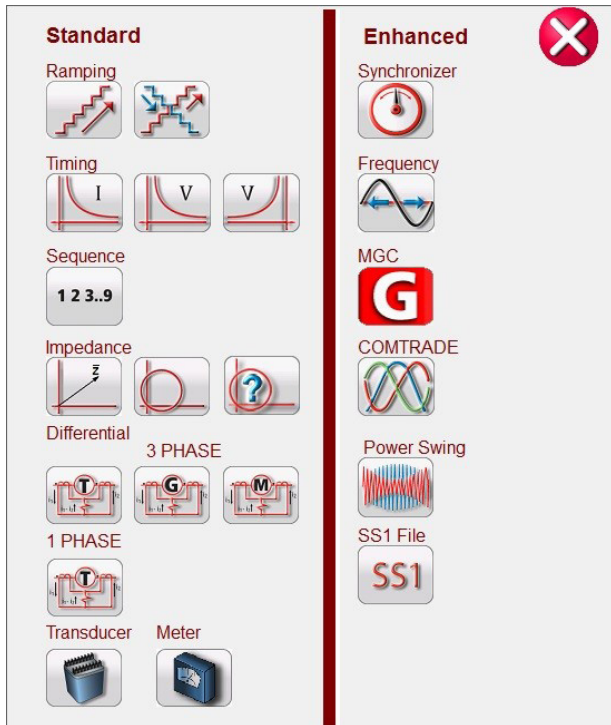 Standard
Ramping
Timing
I
V
V
Sequence
1 2 3..9
Impedance
Z
?
Differential
3 PHASE
T
G
M
1 PHASE
T
Transducer
Meter
Enhanced
Synchronizer
Frequency
MGC
G
COMTRADE
Power Swing
SS1 File
SS1